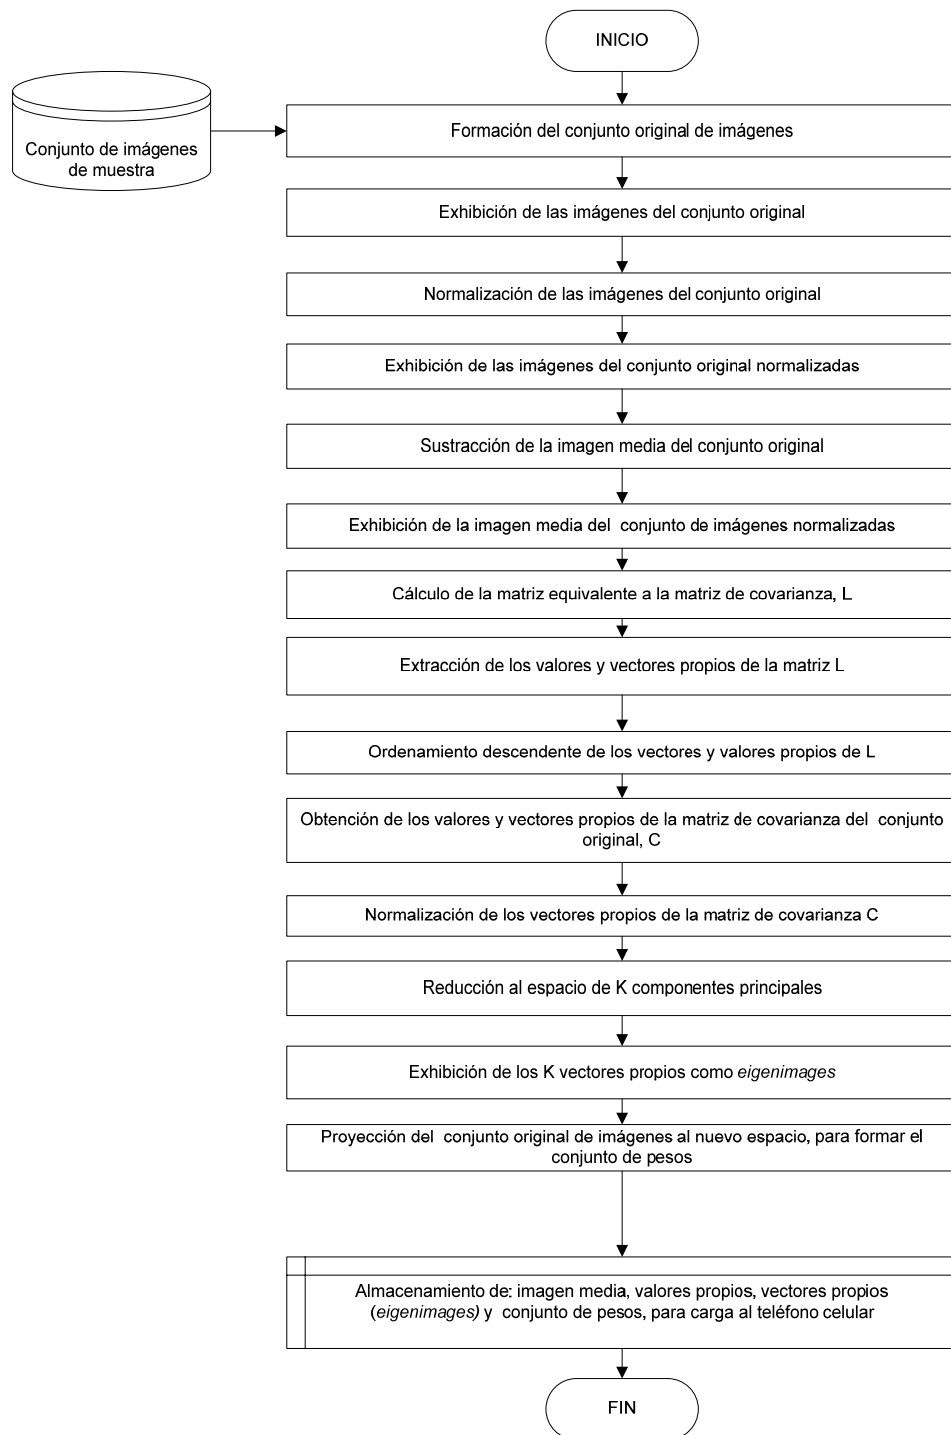 INICIO
Conjunto de imágenes
de muestra
Formación del conjunto original de imágenes
Exhibición de las imágenes del conjunto original
Normalización de las imágenes del conjunto original
Exhibición de las imágenes del conjunto original normalizadas
Sustracción de la imagen media del conjunto original
Exhibición de la imagen media del conjunto de imágenes normalizadas
Cálculo de la matriz equivalente a la matriz de covarianza, L
Extracción de los valores y vectores propios de la matriz L
Ordenamiento descendente de los vectores y valores propios de L
Obtención de los valores y vectores propios de la matriz de covarianza del conjunto
original, C
Normalización de los vectores propios de la matriz de covarianza C
Reducción al espacio de K componentes principales
Exhibición de los K vectores propios como eigenimages
Proyección del conjunto original de imágenes al nuevo espacio, para formar el
conjunto de pesos
Almacenamiento de: imagen media, valores propios, vectores propios
(eigenimages) y conjunto de pesos, para carga al teléfono celular
FIN